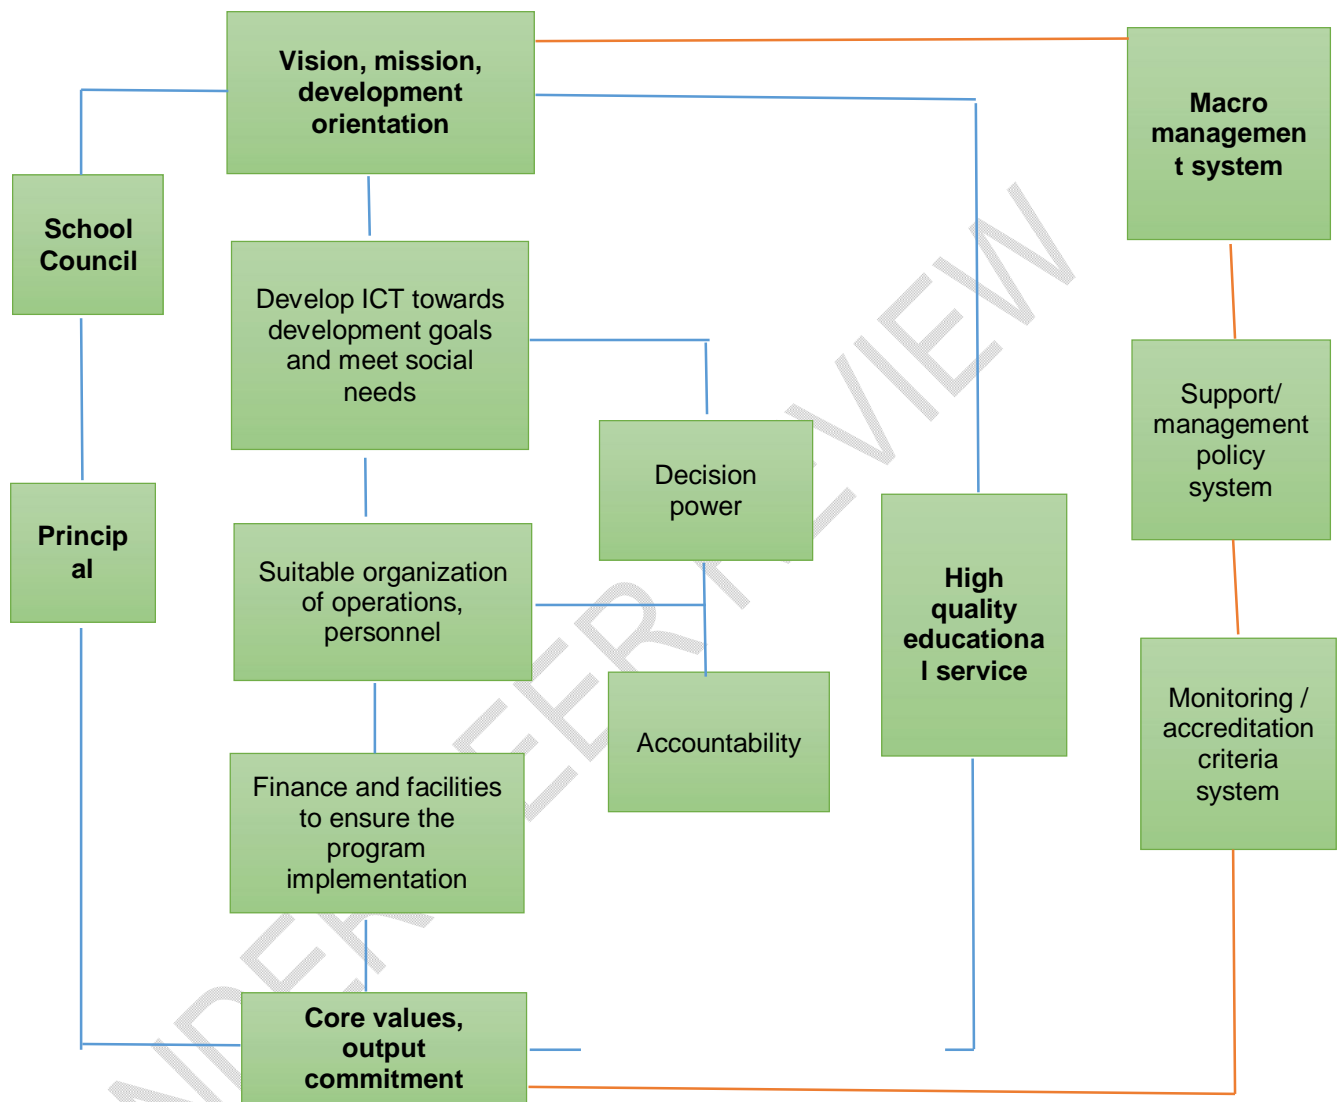 Vision, mission,
development
orientation
Macro
managemen
t system
School
Council
Develop ICT towards
development goals
and meet social
needs
Support/
management
policy
system
Decision
power
Princip
al
High
quality
educationa
l service
Suitable organization
of operations,
personnel
Monitoring /
accreditation
criteria
system
Accountability
Finance and facilities
to ensure the
program
implementation
Core values,
output
commitment